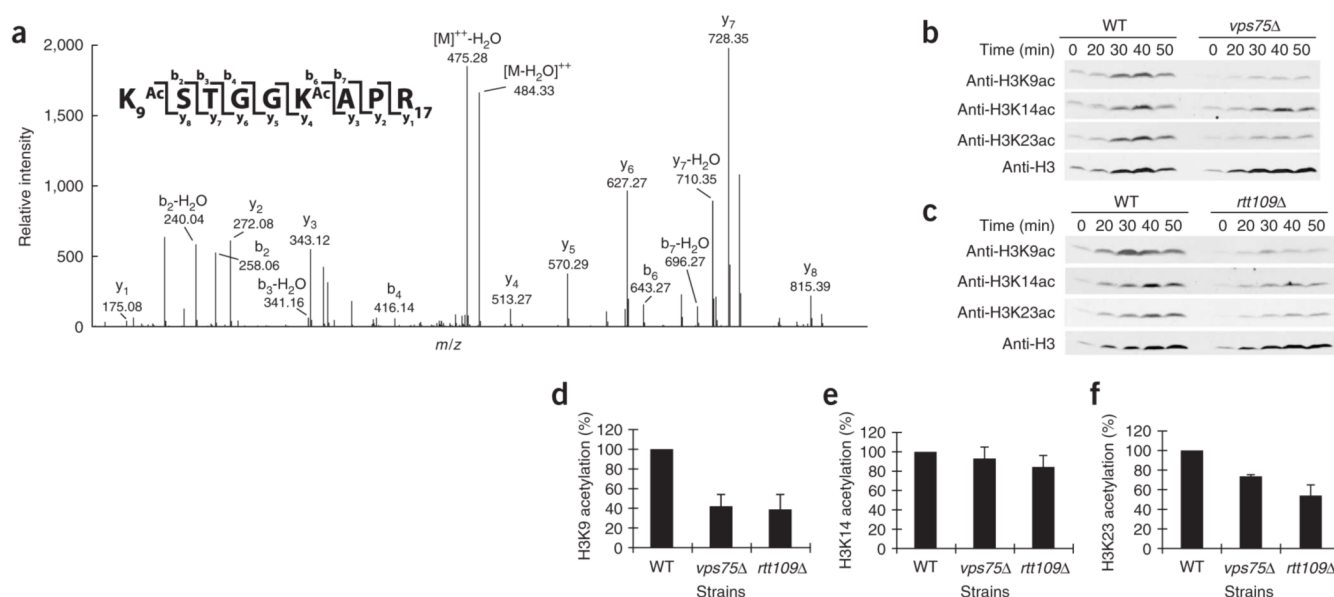 a
Relative intensity
2,000
1,500
1,000
500
0
m/z
K9 Ac S T G G K Ac A P R 17
b2 b3 b4 b6 b7
y8 y7 y6 y5 y4 y3 y2 y1
y1
175.08
b2-H2O
240.04
y2
272.08
b2
258.06
b3-H2O
341.16
y3
343.12
b4
416.14
[M]++-H2O
475.28
[M-H2O]++
484.33
y4
513.27
y5
570.29
y6
627.27
b6
643.27
b7-H2O
696.27
y7-H2O
710.35
y7
728.35
y8
815.39
b
WT vps75Δ
Time (min) 0 20 30 40 50 0 20 30 40 50
Anti-H3K9ac
Anti-H3K14ac
Anti-H3K23ac
Anti-H3
c
WT rtt109Δ
Time (min) 0 20 30 40 50 0 20 30 40 50
Anti-H3K9ac
Anti-H3K14ac
Anti-H3K23ac
Anti-H3
d
H3K9 acetylation (%)
120
100
80
60
40
20
0
WT vps75Δ rtt109Δ
Strains
e
H3K14 acetylation (%)
120
100
80
60
40
20
0
WT vps75Δ rtt109Δ
Strains
f
H3K23 acetylation (%)
120
100
80
60
40
20
0
WT vps75Δ rtt109Δ
Strains